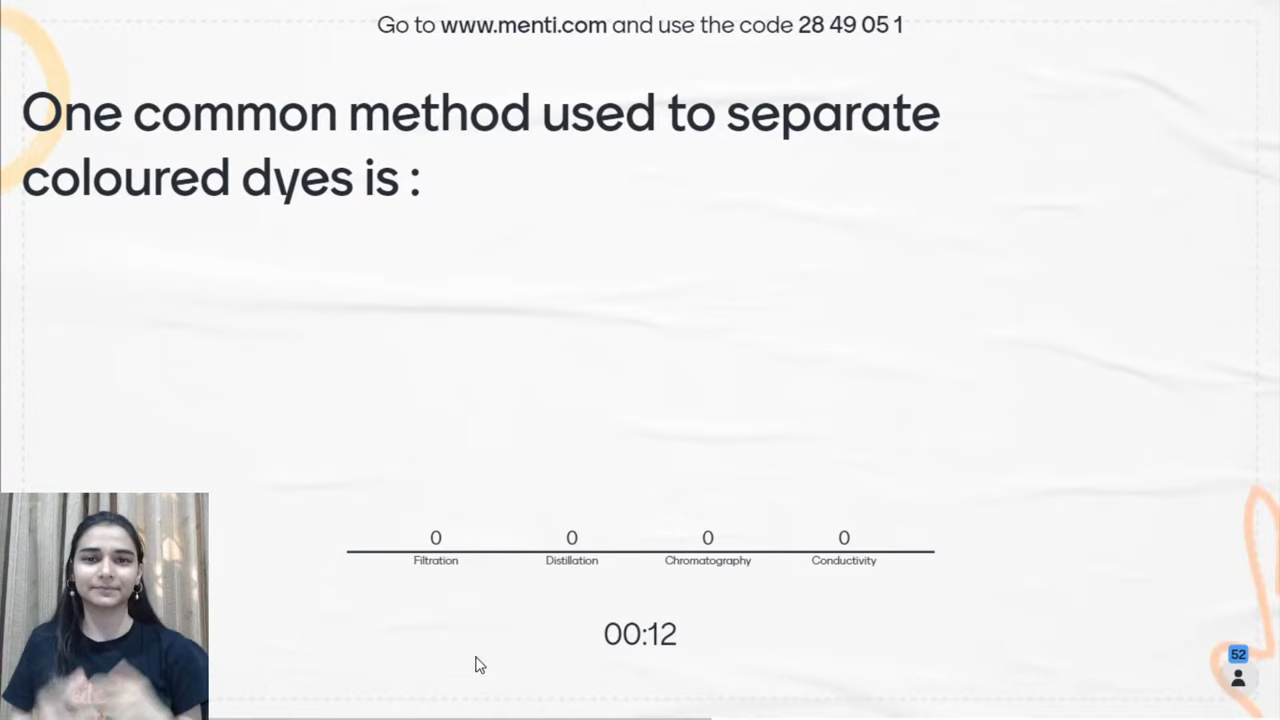 Go to www.menti.com and use the code 28 49 05 1
One common method used to separate
coloured dyes is :
0 0 0 0
Filtration Distillation Chromatography Conductivity
00:12
52